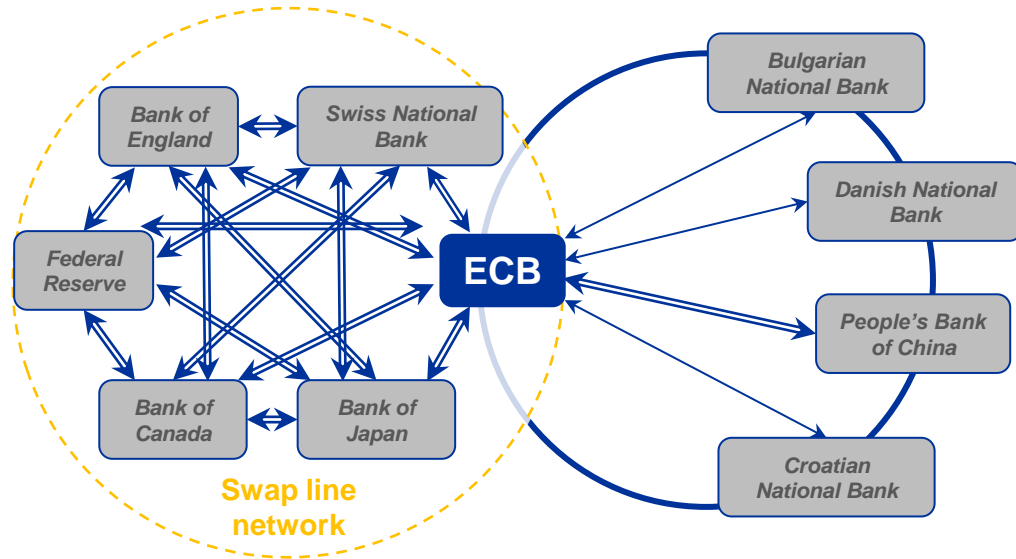 Bulgarian
National Bank
Bank of
England
Swiss National
Bank
Danish National
Bank
Federal
Reserve
ECB
People’s Bank
of China
Bank of
Canada
Bank of
Japan
Croatian
National Bank
Swap line
network